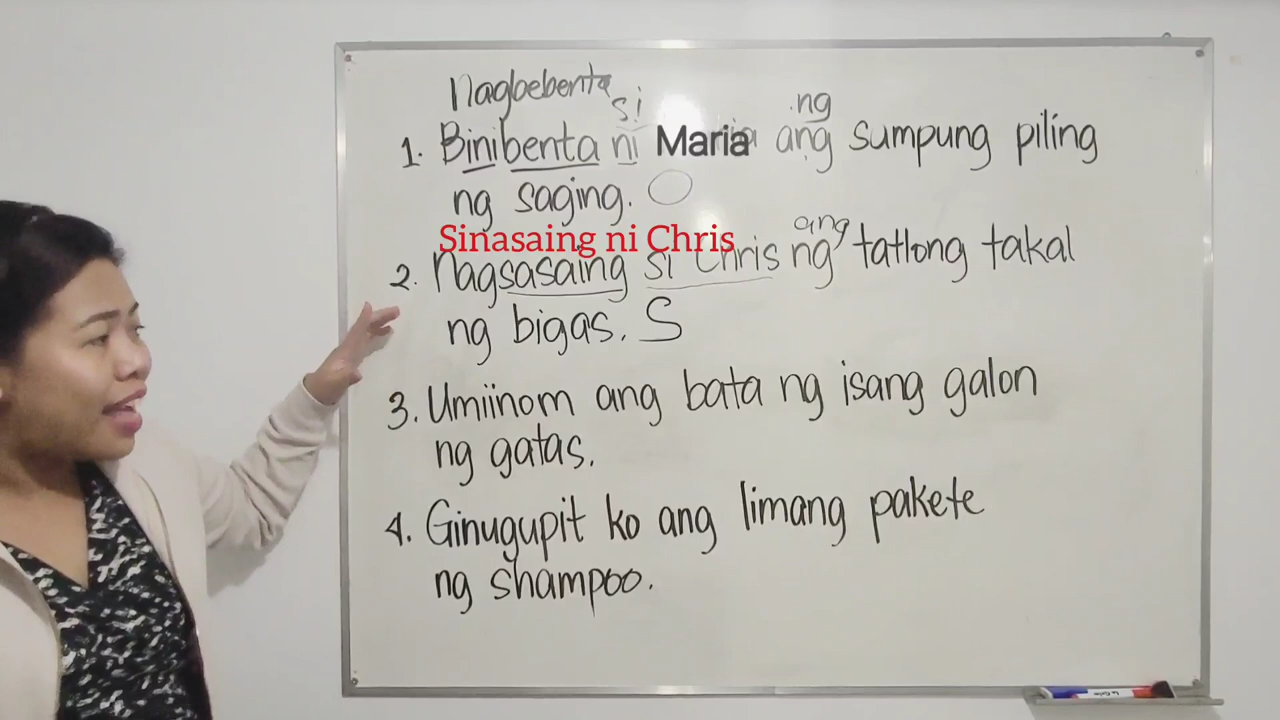 Nagbebenta
si ng
1. Binibenta ni Maria ang sumpung piling
ng saging. O
Sinasaing ni Chris ang
2. Nagsasaing si Chris ng tatlong takal
ng bigas. S
3. Umiinom ang bata ng isang galon
ng gatas.
4. Ginugupit ko ang limang pakete
ng shampoo.